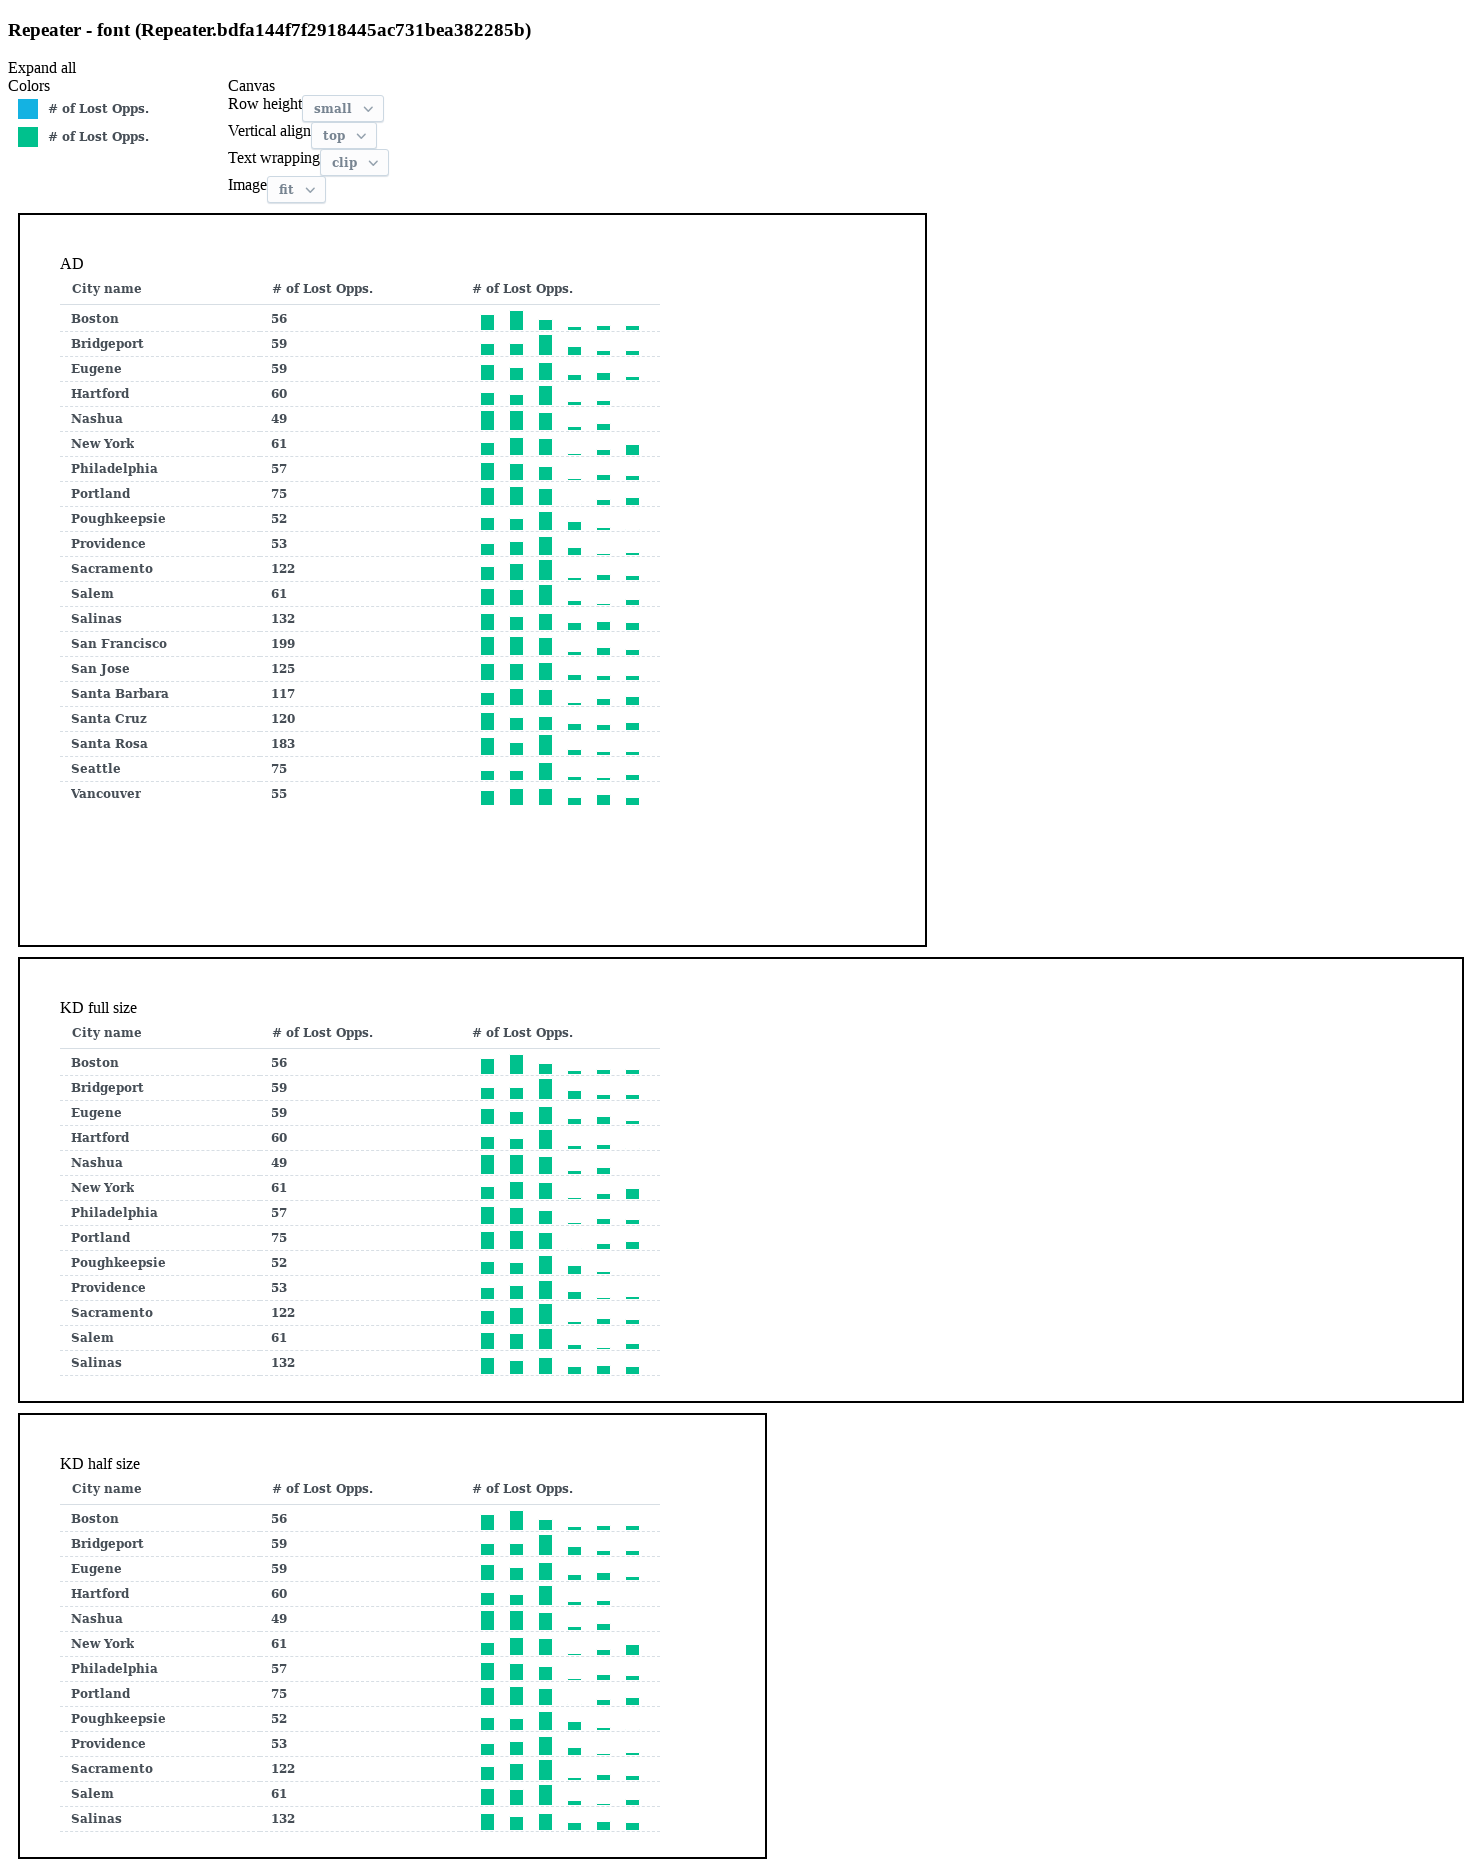 Repeater - font (Repeater.bdfa144f7f2918445ac731bea382285b)
Expand all
Colors
# of Lost Opps.
# of Lost Opps.
Canvas
Row height small
Vertical align top
Text wrapping clip
Image fit
AD
City name # of Lost Opps. # of Lost Opps.
Boston 56
Bridgeport 59
Eugene 59
Hartford 60
Nashua 49
New York 61
Philadelphia 57
Portland 75
Poughkeepsie 52
Providence 53
Sacramento 122
Salem 61
Salinas 132
San Francisco 199
San Jose 125
Santa Barbara 117
Santa Cruz 120
Santa Rosa 183
Seattle 75
Vancouver 55
KD full size
City name # of Lost Opps. # of Lost Opps.
Boston 56
Bridgeport 59
Eugene 59
Hartford 60
Nashua 49
New York 61
Philadelphia 57
Portland 75
Poughkeepsie 52
Providence 53
Sacramento 122
Salem 61
Salinas 132
KD half size
City name # of Lost Opps. # of Lost Opps.
Boston 56
Bridgeport 59
Eugene 59
Hartford 60
Nashua 49
New York 61
Philadelphia 57
Portland 75
Poughkeepsie 52
Providence 53
Sacramento 122
Salem 61
Salinas 132